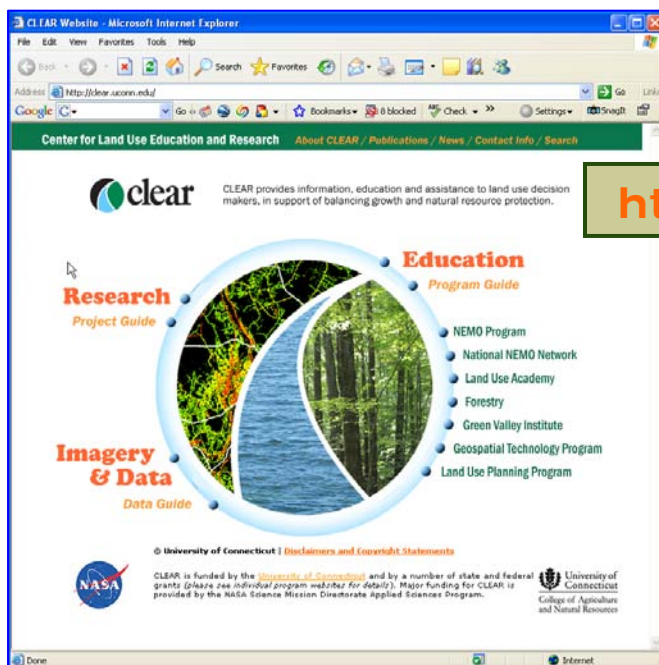 CLEAR Website - Microsoft Internet Explorer
File Edit View Favorites Tools Help
Back Search Favorites
Address http://clear.uconn.edu/ Go Links
Google Go Bookmarks 8 blocked Check Settings SnagIt
Center for Land Use Education and Research About CLEAR / Publications / News / Contact Info / Search
clear
CLEAR provides information, education and assistance to land use decision
makers, in support of balancing growth and natural resource protection.
ht
Education
Program Guide
Research
Project Guide
NEMO Program
National NEMO Network
Land Use Academy
Forestry
Green Valley Institute
Geospatial Technology Program
Land Use Planning Program
Imagery
& Data
Data Guide
© University of Connecticut | Disclaimers and Copyright Statements
NASA
CLEAR is funded by the University of Connecticut and by a number of state and federal
grants (please see individual program websites for details). Major funding for CLEAR is
provided by the NASA Science Mission Directorate Applied Sciences Program.
University of
Connecticut
College of Agriculture
and Natural Resources
Done Internet